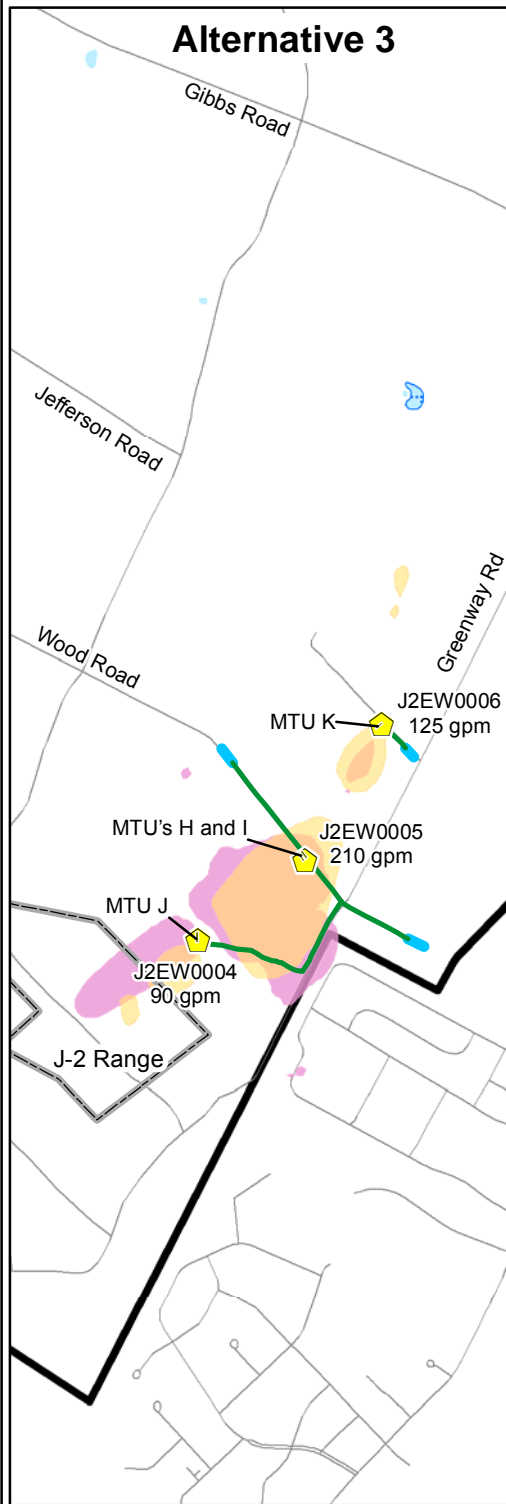 Alternative 3
Gibbs Road
Jefferson Road
Greenway Rd
Wood Road
J2EW0006
125 gpm
MTU K
J2EW0005
210 gpm
MTU's H and I
MTU J
J2EW0004
90 gpm
J-2 Range